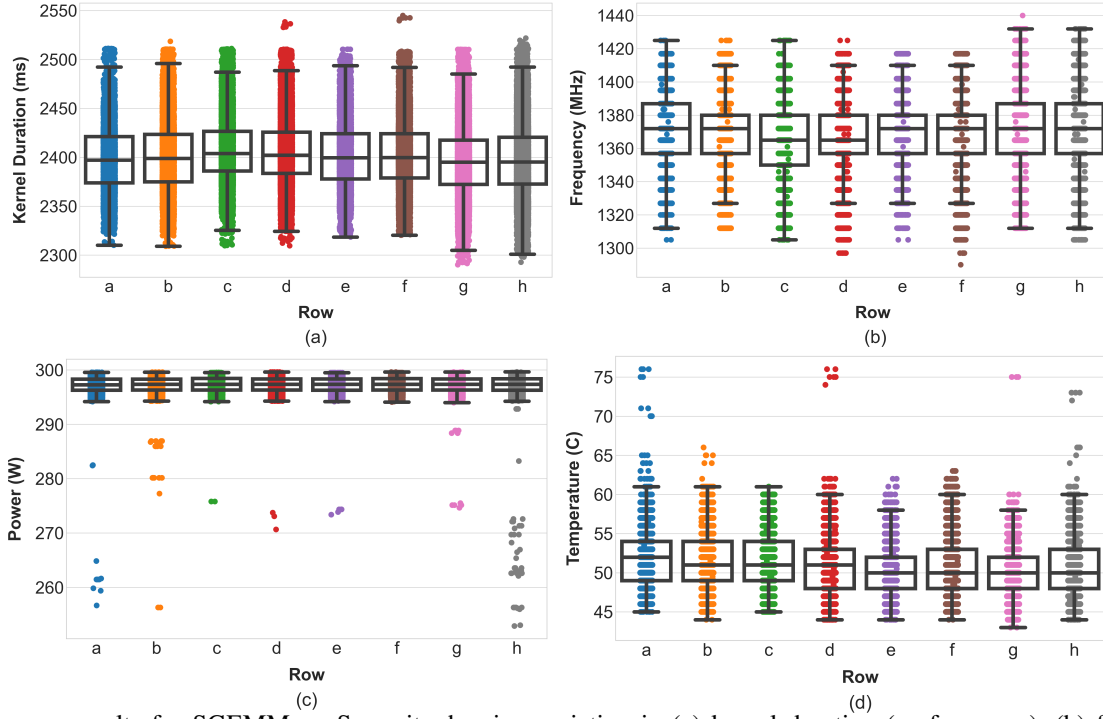 2550
2500
2450
2400
2350
2300
Kernel Duration (ms)
a b c d e f g h
Row
(a)
1420
1400
1380
1360
1340
1320
1300
Frequency (MHz)
a b c d e f g h
Row
(b)
300
290
280
270
260
Power (W)
a b c d e f g h
Row
(c)
75
70
65
60
55
50
45
Temperature (C)
a b c d e f g h
Row
(d)